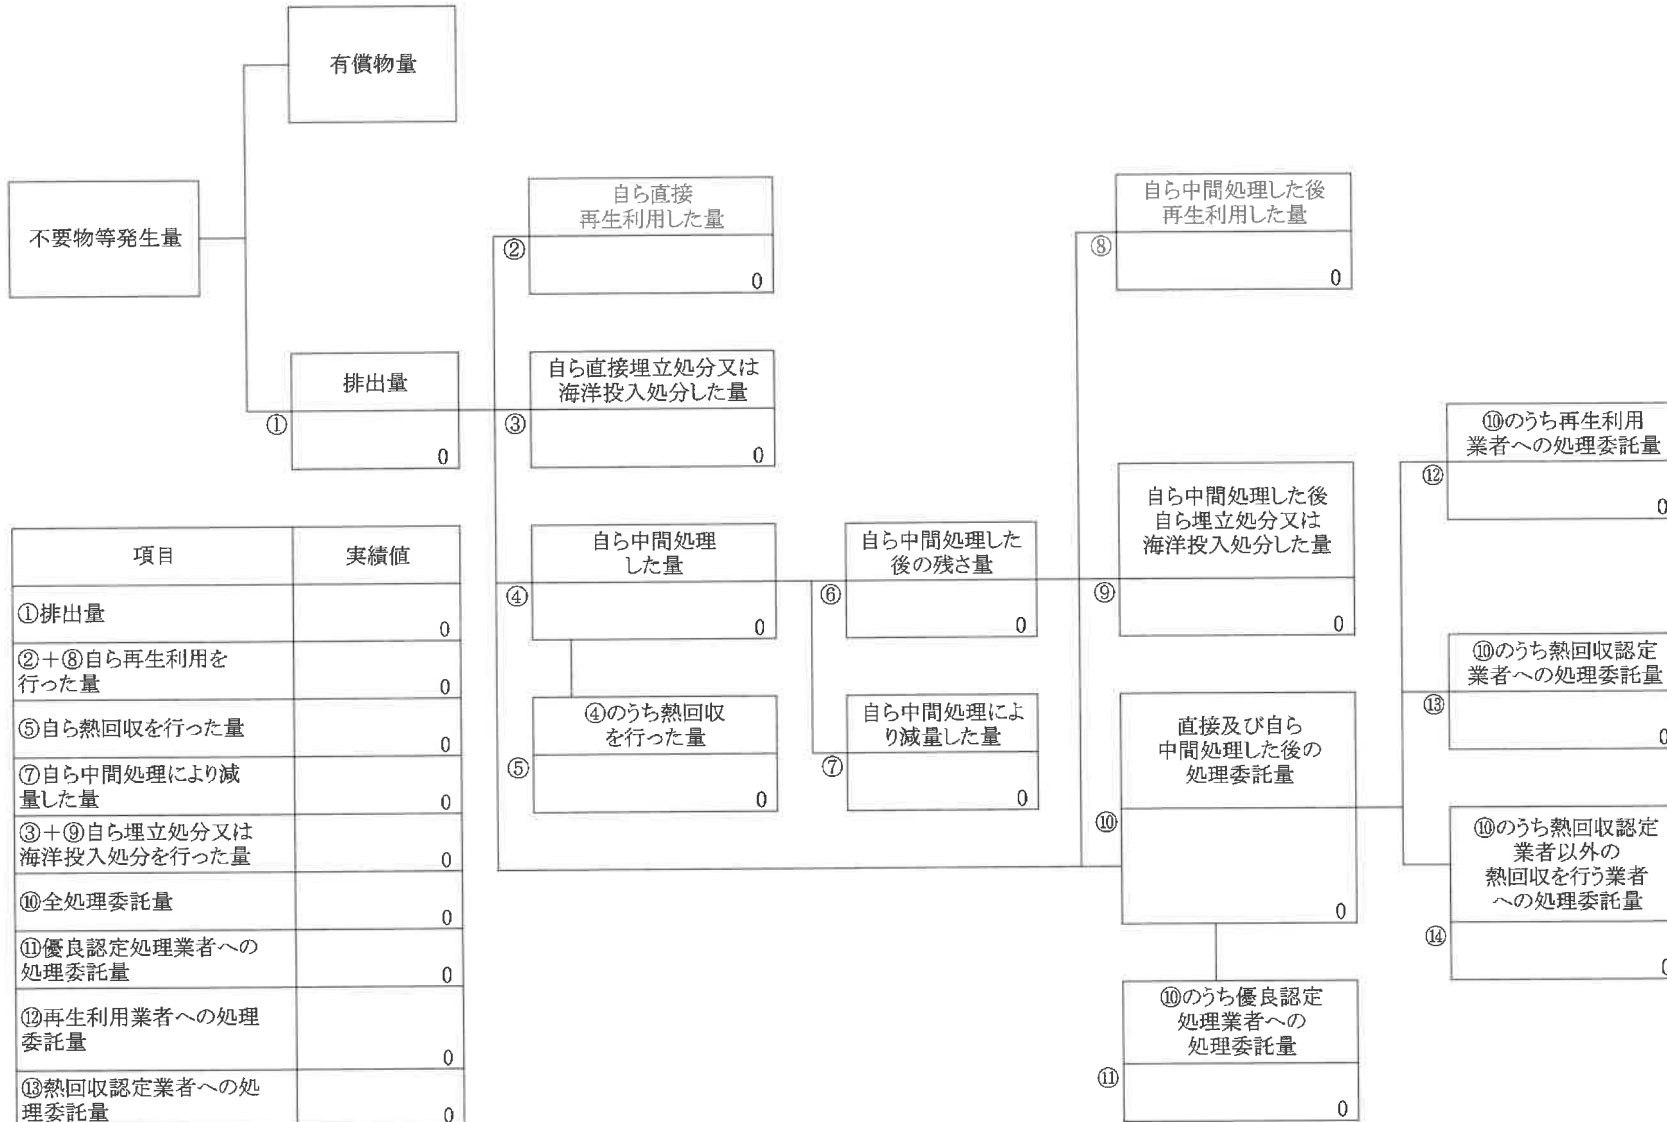 有償物量
不要物等発生量
排出量
①
0
自ら直接
再生利用した量
②
0
自ら直接埋立処分又は
海洋投入処分した量
③
0
自ら中間処理
した量
④
0
④のうち熱回収
を行った量
⑤
0
自ら中間処理した
後の残さ量
⑥
0
自ら中間処理によ
り減量した量
⑦
0
自ら中間処理した後
再生利用した量
⑧
0
自ら中間処理した後
自ら埋立処分又は
海洋投入処分した量
⑨
0
直接及び自ら
中間処理した後の
処理委託量
⑩
0
⑩のうち優良認定
処理業者への
処理委託量
⑪
0
⑩のうち再生利用
業者への処理委託量
⑫
0
⑩のうち熱回収認定
業者への処理委託量
⑬
0
⑩のうち熱回収認定
業者以外の
熱回収を行う業者
への処理委託量
⑭
0
項目 実績値
①排出量
0
②+⑧自ら再生利用を
行った量 0
⑤自ら熱回収を行った量
0
⑦自ら中間処理により減
量した量 0
③+⑨自ら埋立処分又は
海洋投入処分を行った量 0
⑩全処理委託量
0
⑪優良認定処理業者への
処理委託量 0
⑫再生利用業者への処理
委託量 0
⑬熱回収認定業者への処
理委託量 0